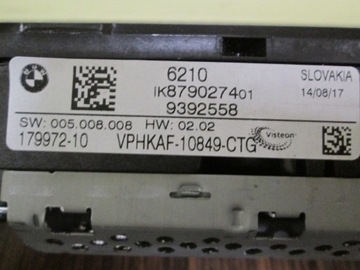 BMW
6210
SLOVAKIA
IK879027401
14/08/17
9392558
SW: 005.008.008 HW: 02.02
Visteon
179972-10 VPHKAF-10849-CTG